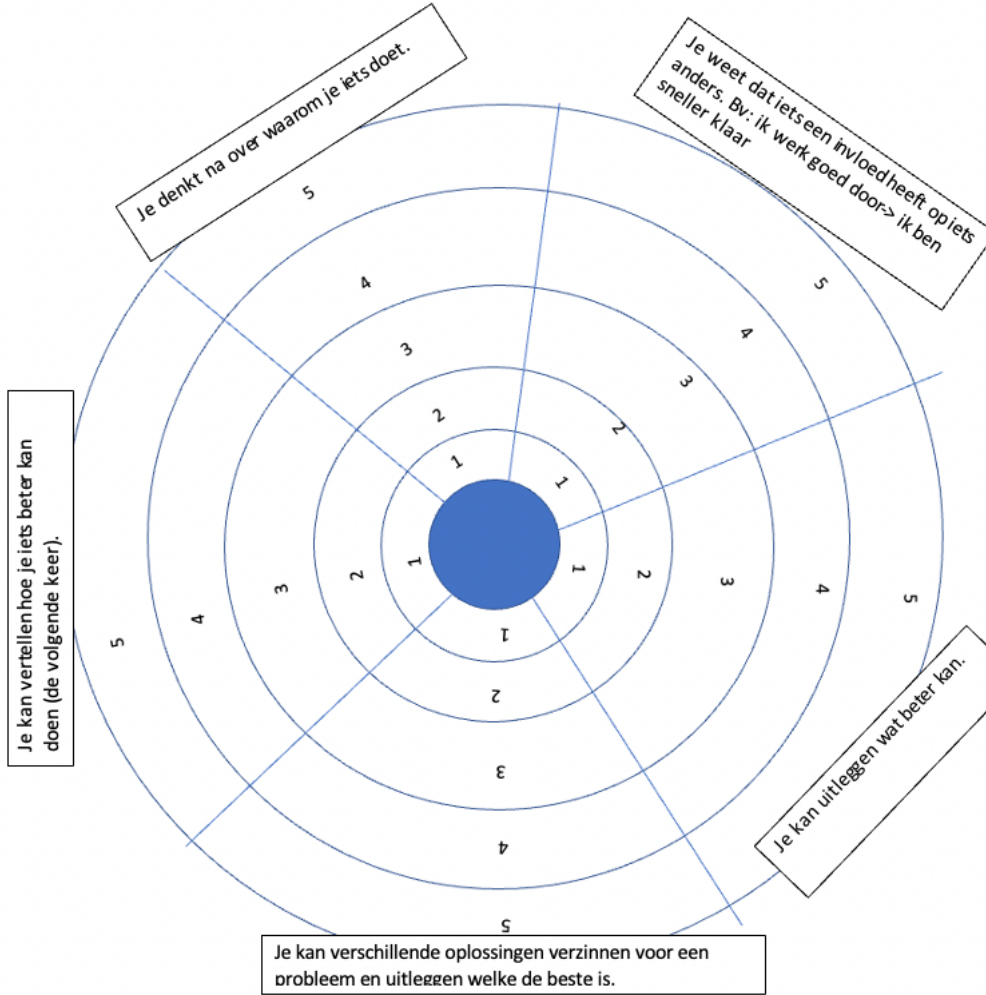 Je denkt na over waarom je iets doet.
Je weet dat iets een invloed heeft op iets
anders. Bv: ik werk goed door-> ik ben
sneller klaar
5
4
3
2
1
5
4
3
2
1
Je kan vertellen hoe je iets beter kan
doen (de volgende keer).
5
4
3
2
1
1
2
3
4
5
Je kan uitleggen wat beter kan.
1
2
3
4
5
Je kan verschillende oplossingen verzinnen voor een
probleem en uitleggen welke de beste is.